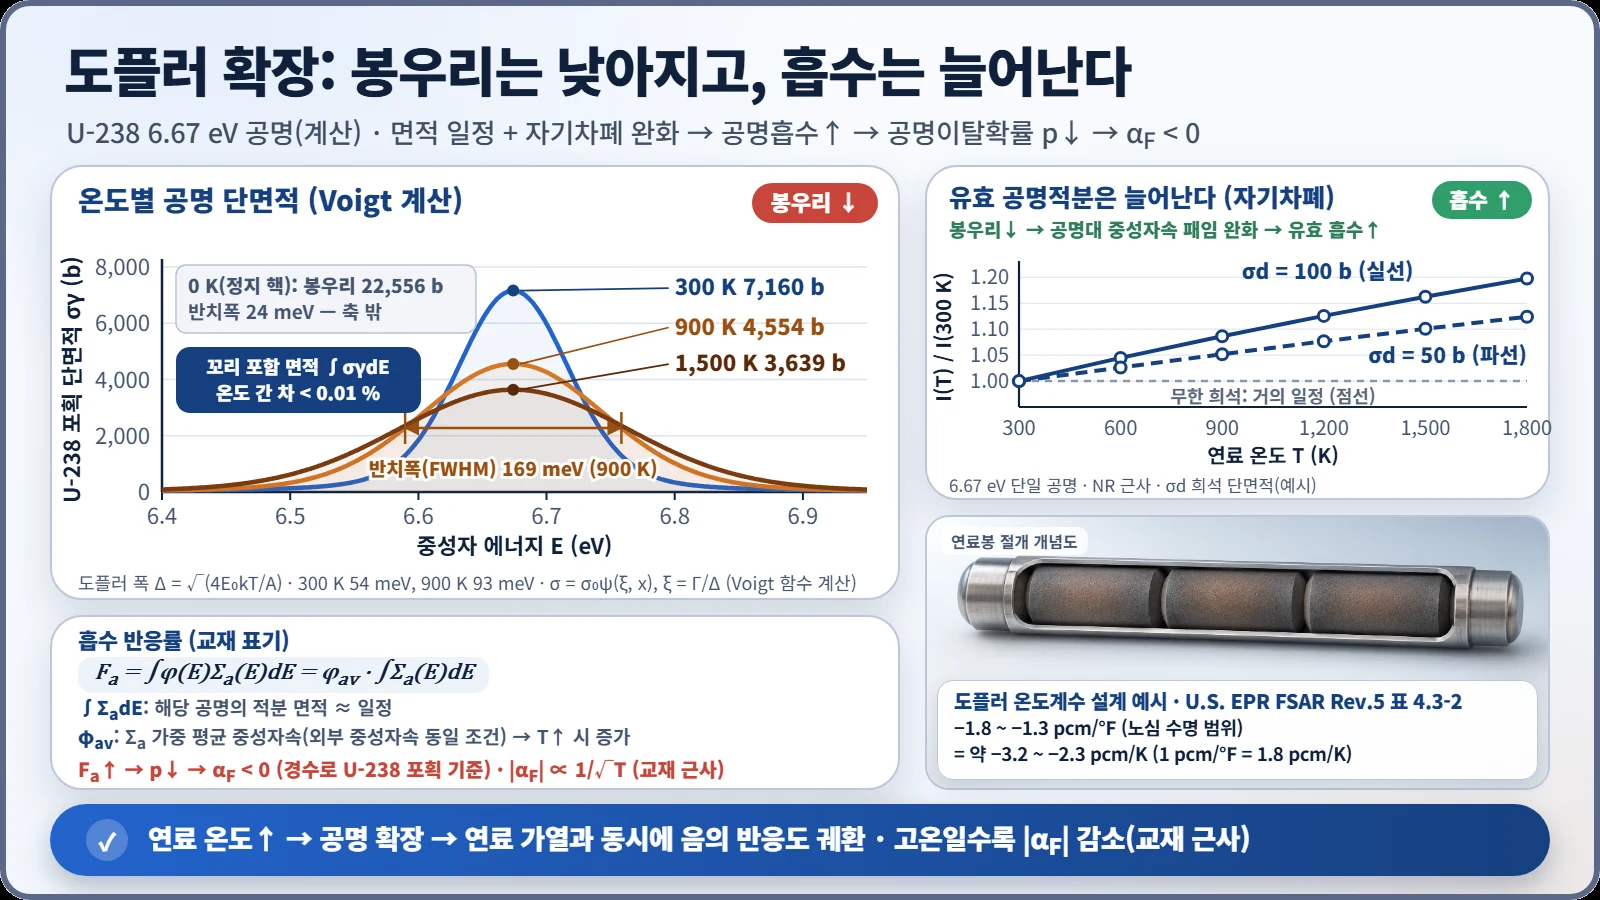 도플러 확장: 봉우리는 낮아지고, 흡수는 늘어난다
U-238 6.67 eV 공명(계산) · 면적 일정 + 자기차폐 완화 → 공명흡수↑ → 공명이탈확률 p↓ → αF < 0
온도별 공명 단면적 (Voigt 계산)
봉우리 ↓
U-238 포획 단면적 σγ (b)
8,000
6,000
4,000
2,000
0
0 K(정지 핵): 봉우리 22,556 b
반치폭 24 meV — 축 밖
꼬리 포함 면적 ∫σγdE
온도 간 차 < 0.01 %
300 K 7,160 b
900 K 4,554 b
1,500 K 3,639 b
반치폭(FWHM) 169 meV (900 K)
6.4 6.5 6.6 6.7 6.8 6.9
중성자 에너지 E (eV)
도플러 폭 Δ = √(4E₀kT/A) · 300 K 54 meV, 900 K 93 meV · σ = σ₀ψ(ξ, x), ξ = Γ/Δ (Voigt 함수 계산)
흡수 반응률 (교재 표기)
Fa = ∫φ(E)Σa(E)dE = φav · ∫Σa(E)dE
∫ΣadE: 해당 공명의 적분 면적 ≈ 일정
ϕav: Σa 가중 평균 중성자속(외부 중성자속 동일 조건) → T↑ 시 증가
Fa↑ → p↓ → αF < 0 (경수로 U-238 포획 기준) · |αF| ∝ 1/√T (교재 근사)
유효 공명적분은 늘어난다 (자기차폐)
흡수 ↑
봉우리↓ → 공명대 중성자속 패임 완화 → 유효 흡수↑
I(T) / I(300 K)
1.20
1.15
1.10
1.05
1.00
σd = 100 b (실선)
σd = 50 b (파선)
무한 희석: 거의 일정 (점선)
300 600 900 1,200 1,500 1,800
연료 온도 T (K)
6.67 eV 단일 공명 · NR 근사 · σd 희석 단면적(예시)
연료봉 절개 개념도
도플러 온도계수 설계 예시 · U.S. EPR FSAR Rev.5 표 4.3-2
−1.8 ~ −1.3 pcm/°F (노심 수명 범위)
= 약 −3.2 ~ −2.3 pcm/K (1 pcm/°F = 1.8 pcm/K)
✓ 연료 온도↑ → 공명 확장 → 연료 가열과 동시에 음의 반응도 궤환 · 고온일수록 |αF| 감소(교재 근사)